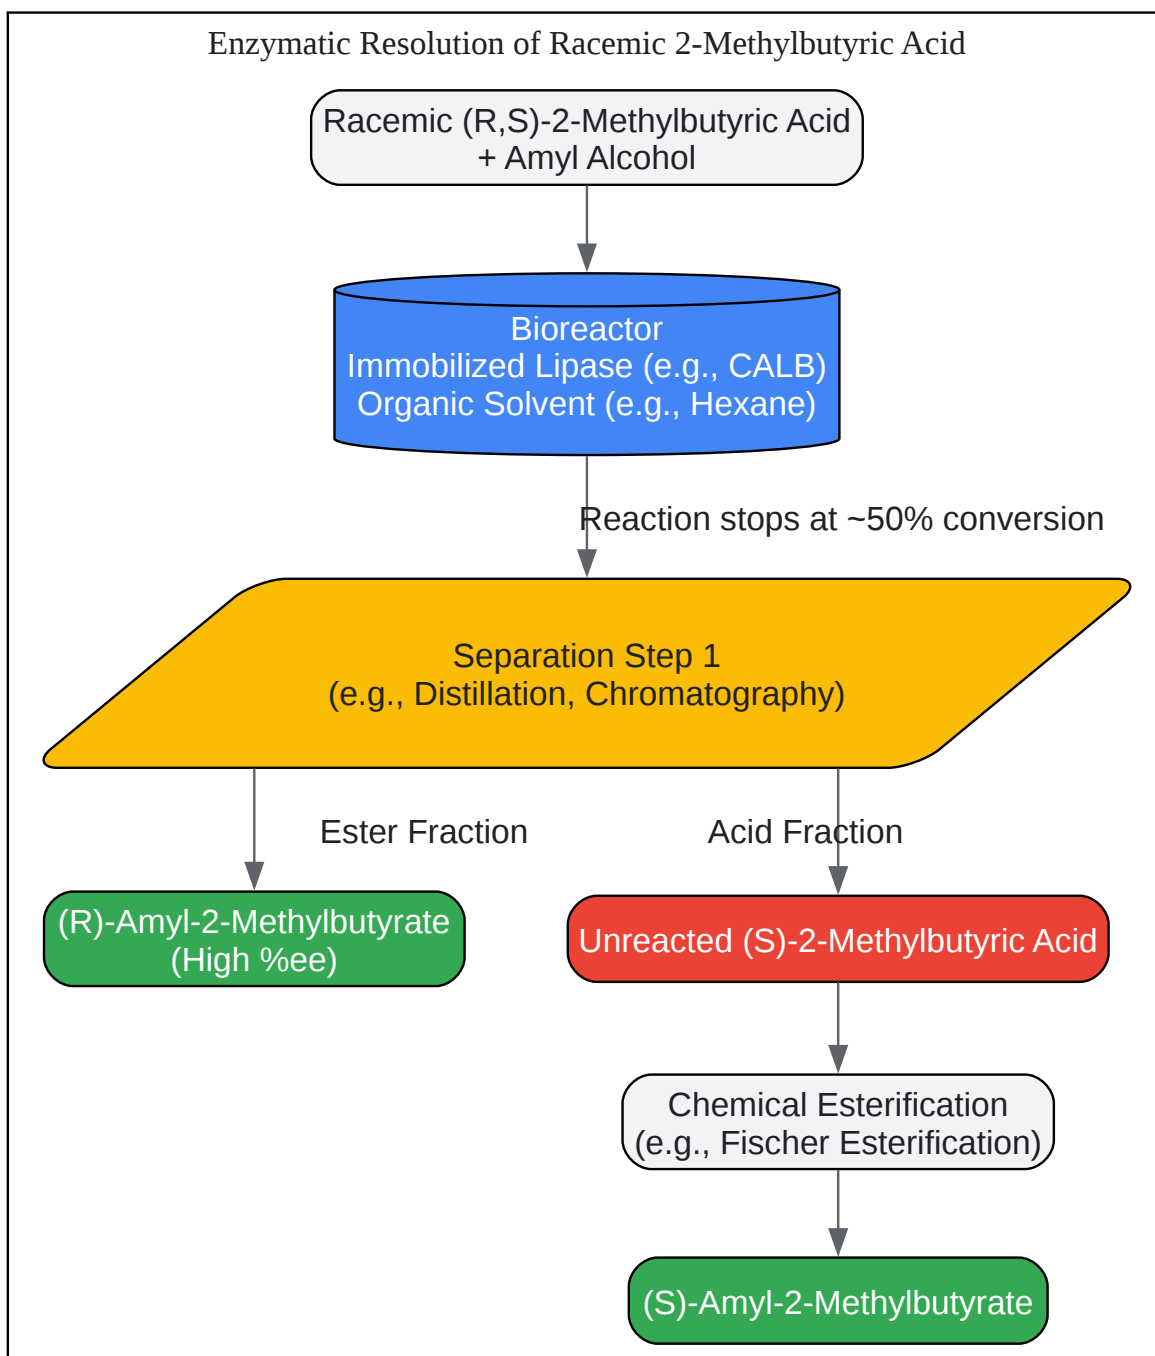 Enzymatic Resolution of Racemic 2-Methylbutyric Acid
Racemic (R,S)-2-Methylbutyric Acid
+ Amyl Alcohol
Bioreactor
Immobilized Lipase (e.g., CALB)
Organic Solvent (e.g., Hexane)
Reaction stops at ~50% conversion
Separation Step 1
(e.g., Distillation, Chromatography)
Ester Fraction
Acid Fraction
(R)-Amyl-2-Methylbutyrate
(High %ee)
Unreacted (S)-2-Methylbutyric Acid
Chemical Esterification
(e.g., Fischer Esterification)
(S)-Amyl-2-Methylbutyrate